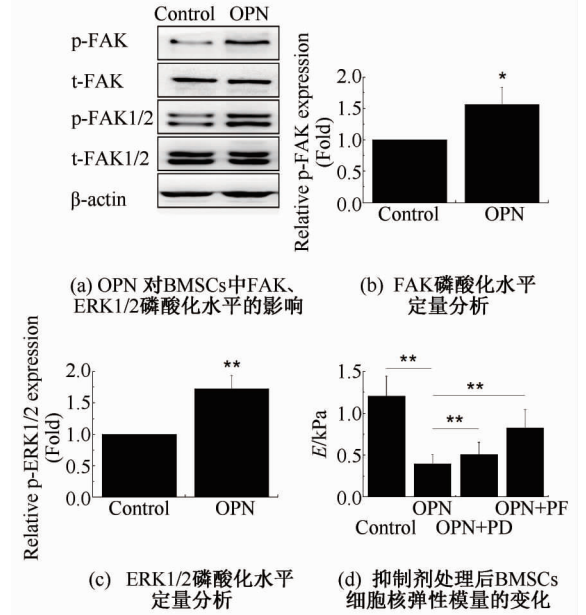 Control OPN
p-FAK
t-FAK
p-FAK1/2
t-FAK1/2
β-actin
(a) OPN 对BMSCs中FAK、
ERK1/2磷酸化水平的影响
Relative p-FAK expression
(Fold)
2.0
1.5
1.0
0.5
0.0
*
Control OPN
(b) FAK磷酸化水平
定量分析
Relative p-ERK1/2 expression
(Fold)
2.0
1.5
1.0
0.5
0.0
**
Control OPN
(c) ERK1/2磷酸化水平
定量分析
E/kPa
1.5
1.0
0.5
0.0
**
**
**
OPN OPN+PF
Control OPN+PD
(d) 抑制剂处理后BMSCs
细胞核弹性模量的变化